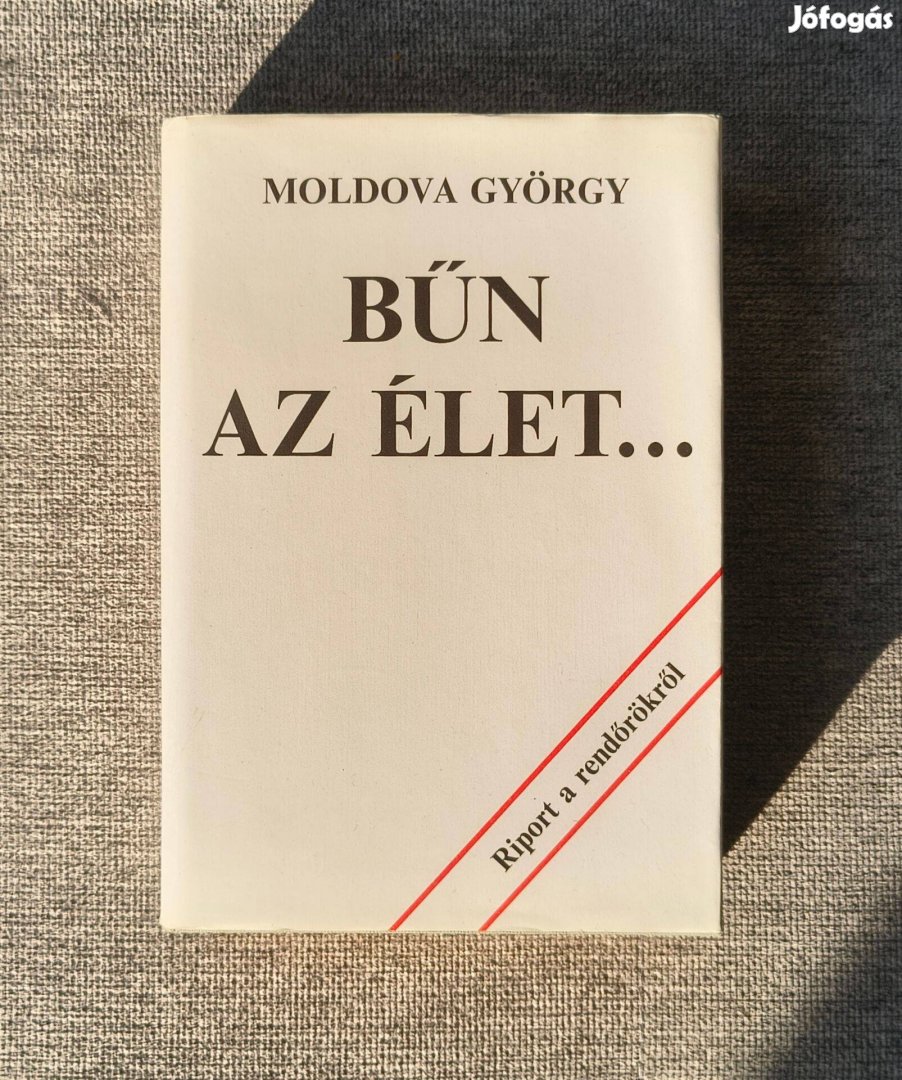 Jófogás
MOLDOVA GYÖRGY
BŰN
AZ ÉLET...
Riport a rendőrökről